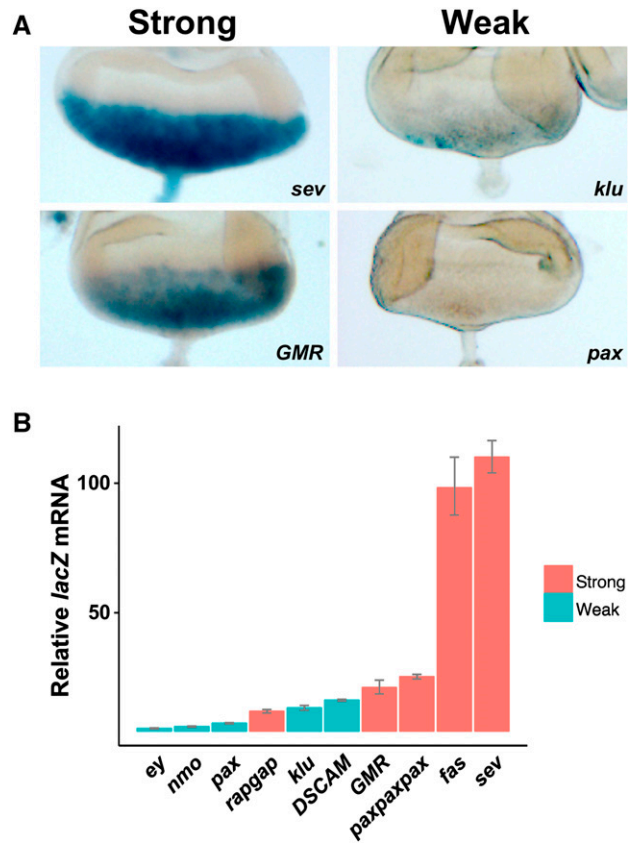 A
Strong
Weak
sev
klu
GMR
pax
B
Relative lacZ mRNA
100
50
ey
nmo
pax
rapgap
klu
DSCAM
GMR
paxpaxpax
fas
sev
Strong
Weak